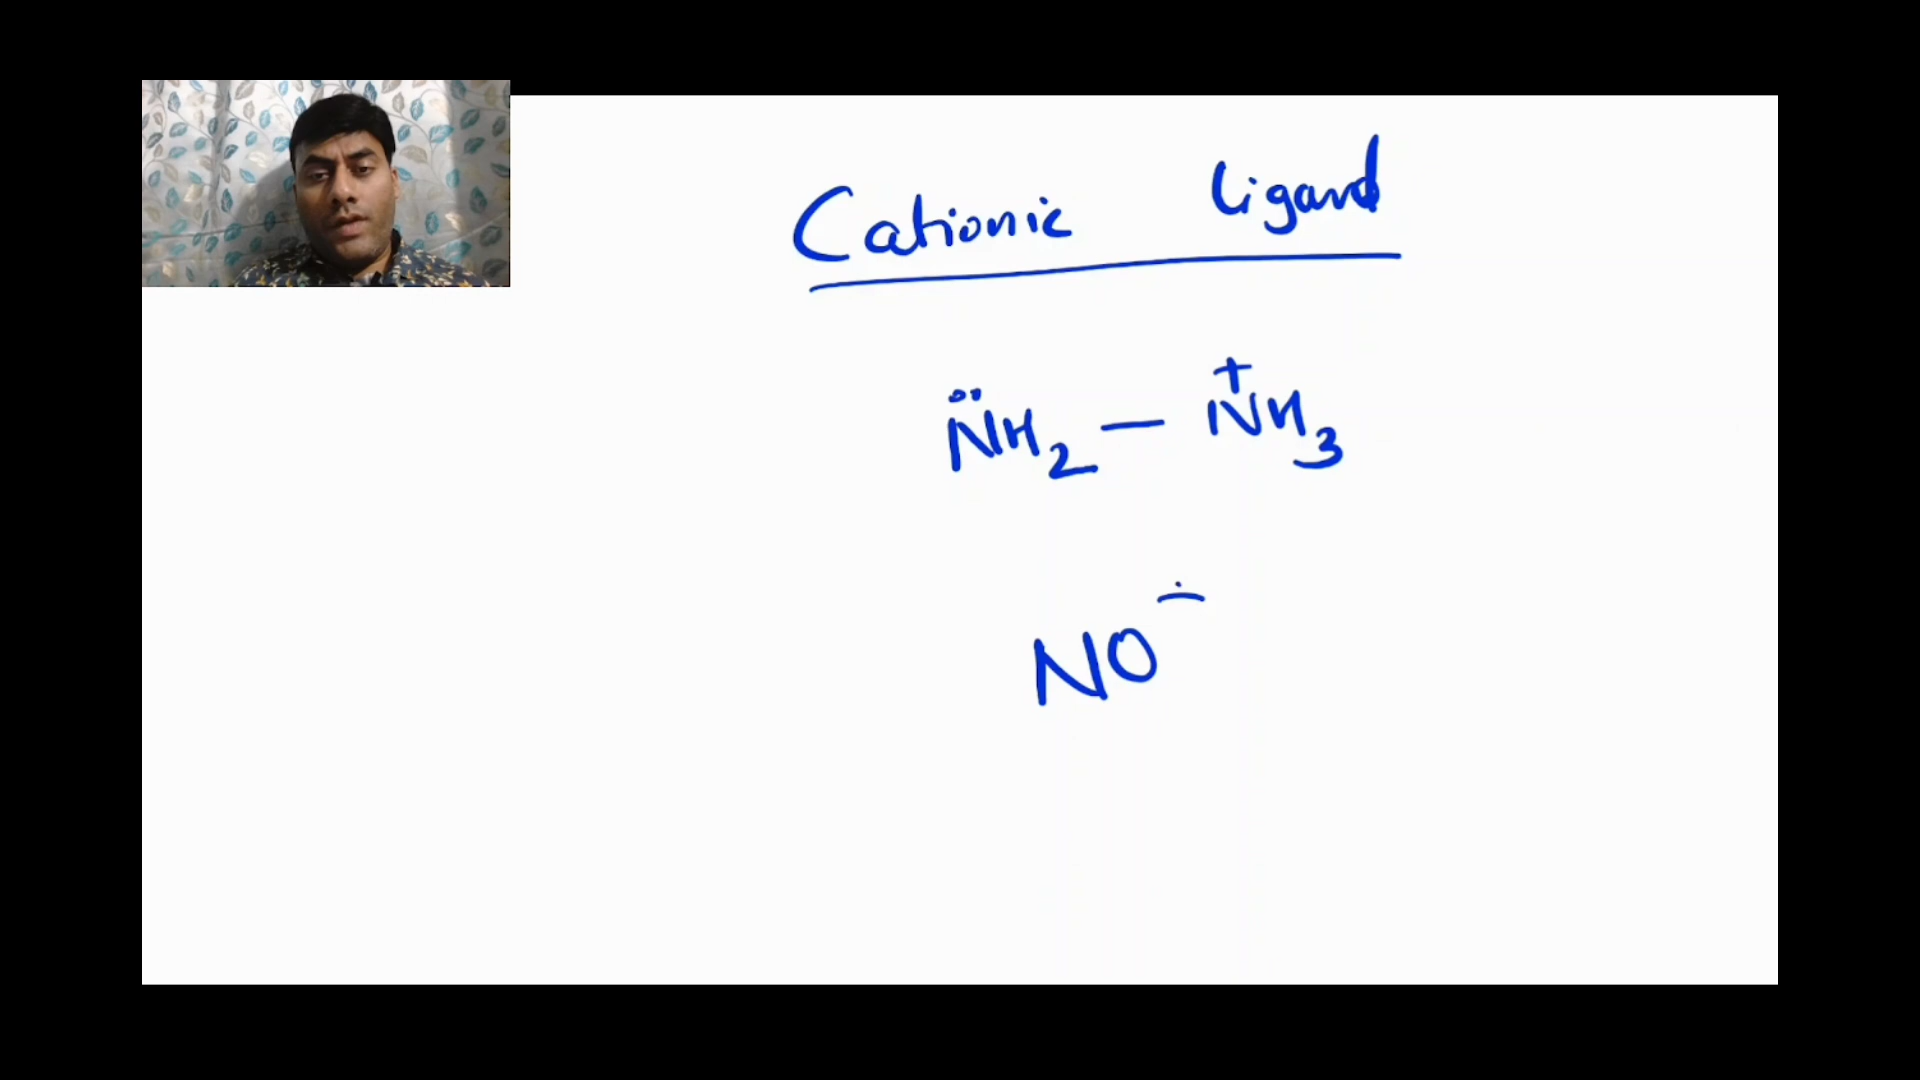 Cationic Ligand
N̈H₂ — N⁺H₃
NO⁻